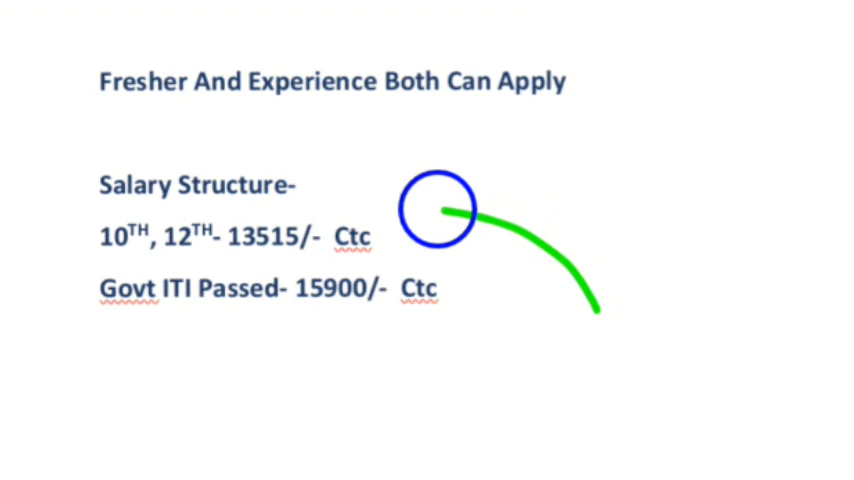 Fresher And Experience Both Can Apply
Salary Structure-
10TH, 12TH- 13515/- Ctc
Govt ITI Passed- 15900/- Ctc